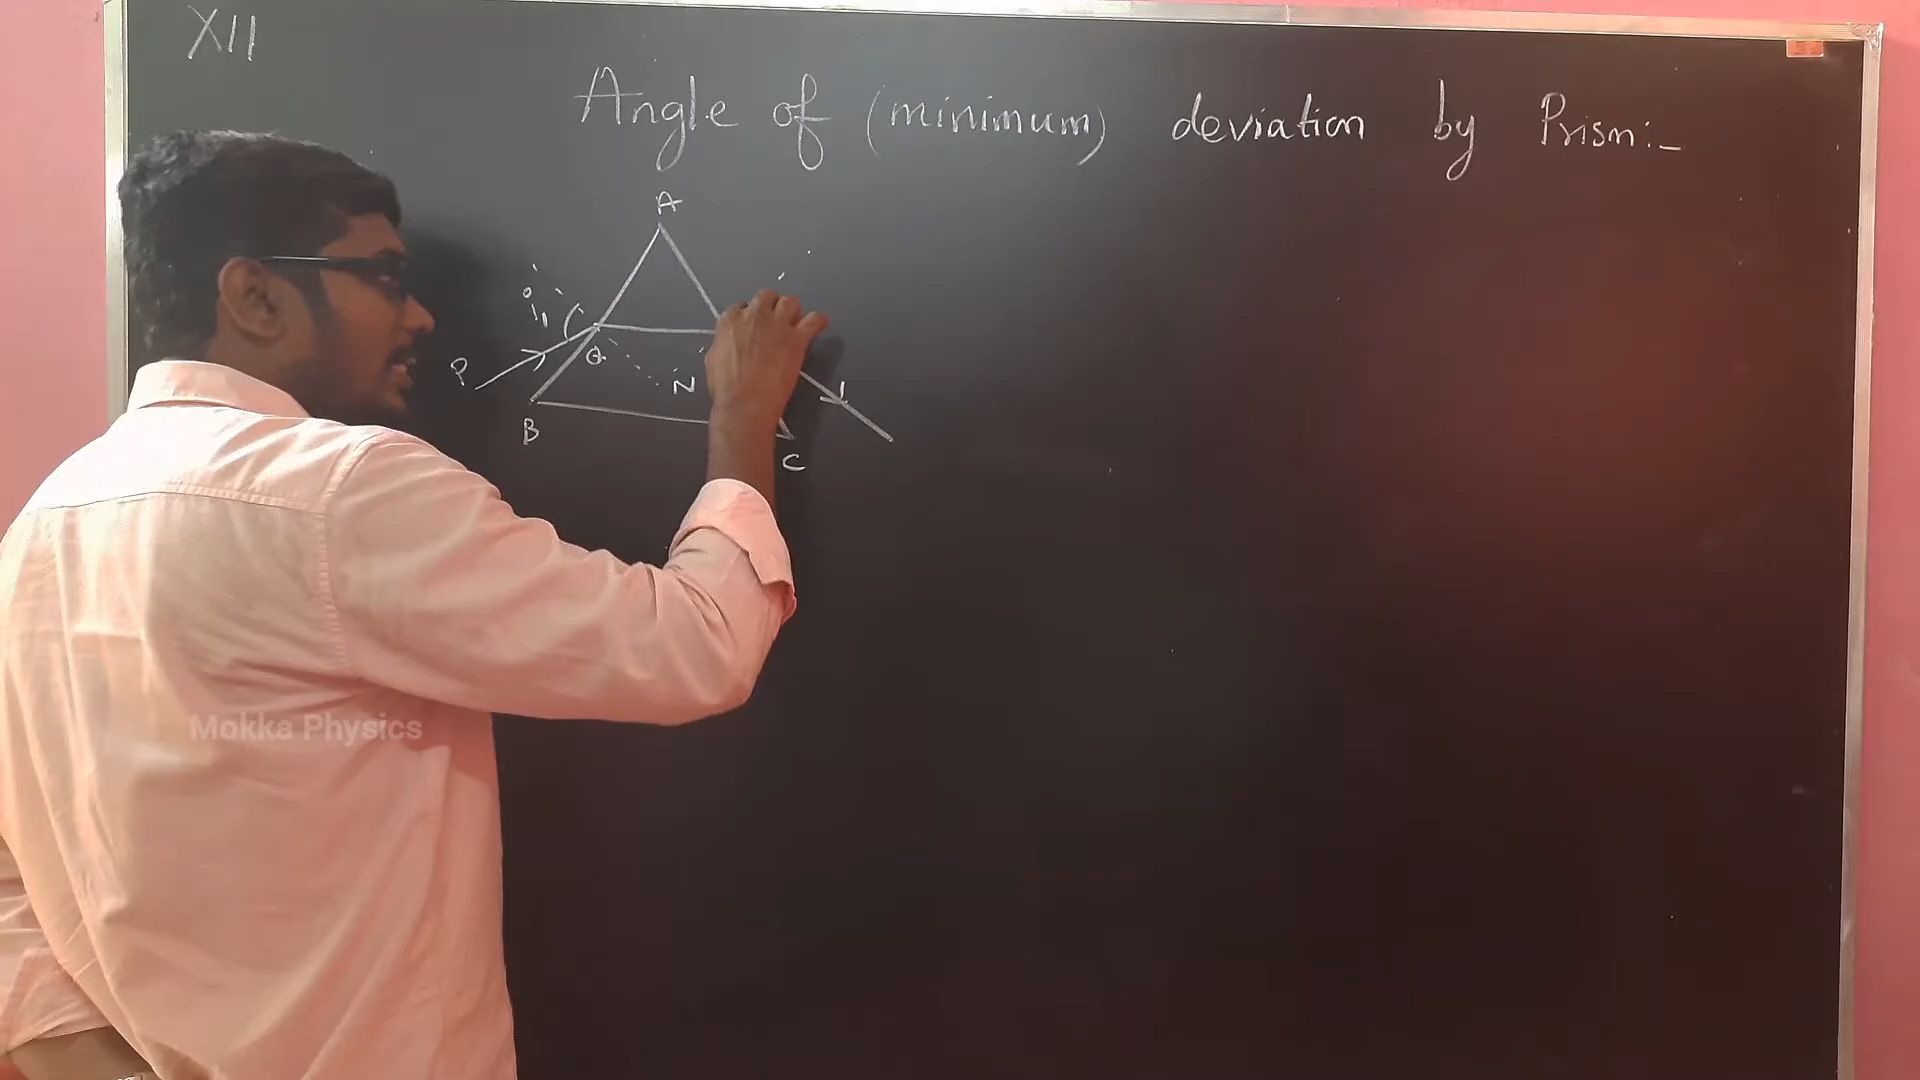 XII
Angle of (minimum) deviation by Prism:-
A
i₁
P
Q
N
B
C
Mokka Physics